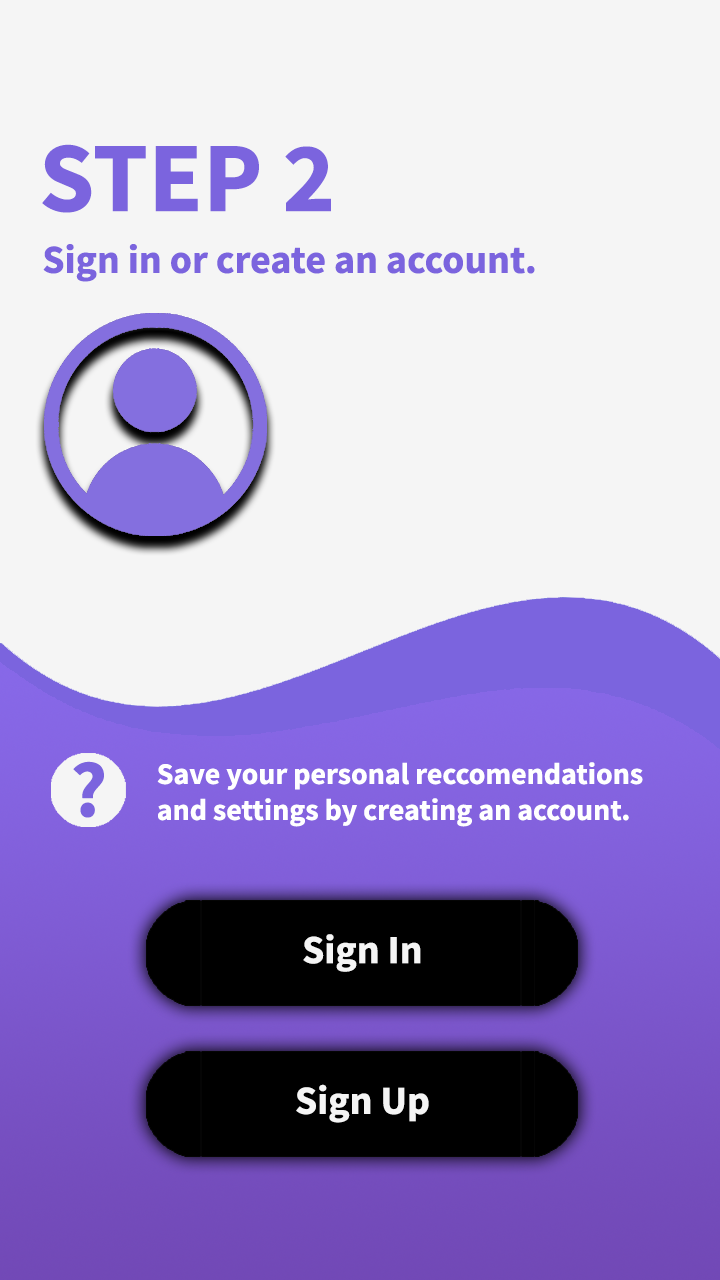 STEP 2
Sign in or create an account.
?
Save your personal reccomendations
and settings by creating an account.
Sign In
Sign Up